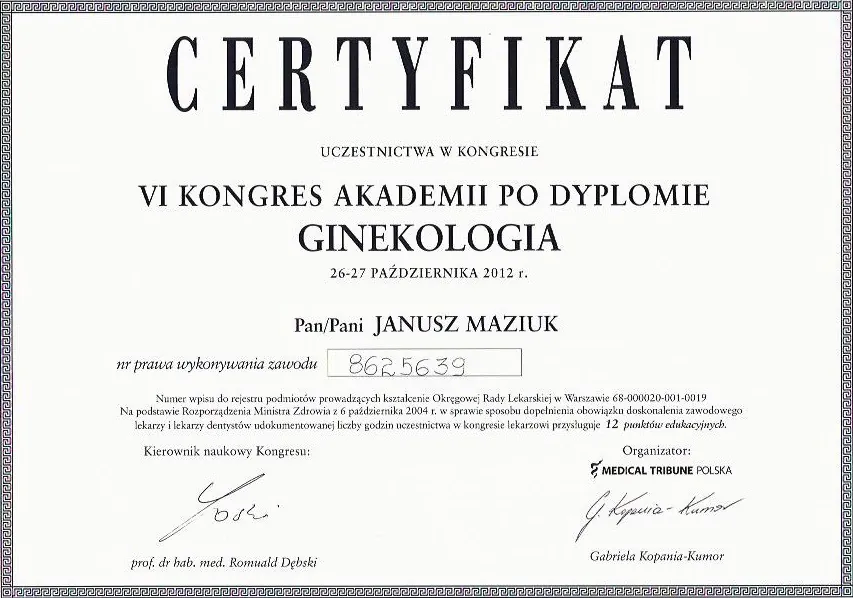 CERTYFIKAT
UCZESTNICTWA W KONGRESIE
VI KONGRES AKADEMII PO DYPLOMIE
GINEKOLOGIA
26-27 PAŹDZIERNIKA 2012 r.
Pan/Pani JANUSZ MAZIUK
nr prawa wykonywania zawodu 8625639
Numer wpisu do rejestru podmiotów prowadzących kształcenie Okręgowej Rady Lekarskiej w Warszawie 68-000020-001-0019
Na podstawie Rozporządzenia Ministra Zdrowia z 6 października 2004 r. w sprawie sposobu dopełnienia obowiązku doskonalenia zawodowego
lekarzy i lekarzy dentystów udokumentowanej liczby godzin uczestnictwa w kongresie lekarzowi przysługuje 12 punktów edukacyjnych.
Kierownik naukowy Kongresu:
prof. dr hab. med. Romuald Dębski
Organizator:
MEDICAL TRIBUNE POLSKA
G. Kopania-Kumor
Gabriela Kopania-Kumor